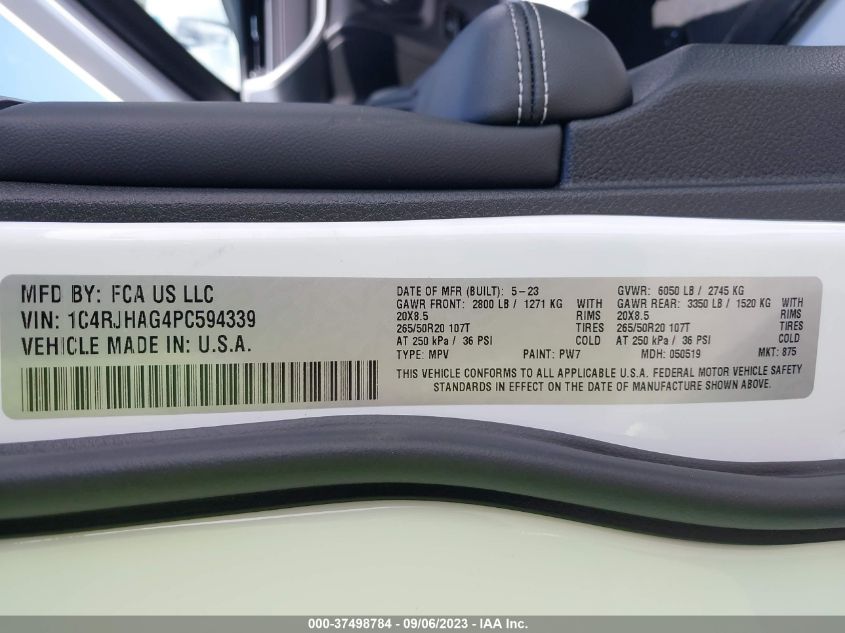 MFD BY: FCA US LLC
VIN: 1C4RJHAG4PC594339
VEHICLE MADE IN: U.S.A.
DATE OF MFR (BUILT): 5-23
GAWR FRONT: 2800 LB / 1271 KG
20X8.5 RIMS
265/50R20 107T TIRES
AT 250 kPa / 36 PSI COLD
TYPE: MPV PAINT: PW7
GVWR: 6050 LB / 2745 KG
GAWR REAR: 3350 LB / 1520 KG
20X8.5 RIMS
265/50R20 107T TIRES
AT 250 kPa / 36 PSI COLD
MDH: 050519 MKT: 875
THIS VEHICLE CONFORMS TO ALL APPLICABLE U.S.A. FEDERAL MOTOR VEHICLE SAFETY
STANDARDS IN EFFECT ON THE DATE OF MANUFACTURE SHOWN ABOVE.
000-37498784 - 09/06/2023 - IAA Inc.